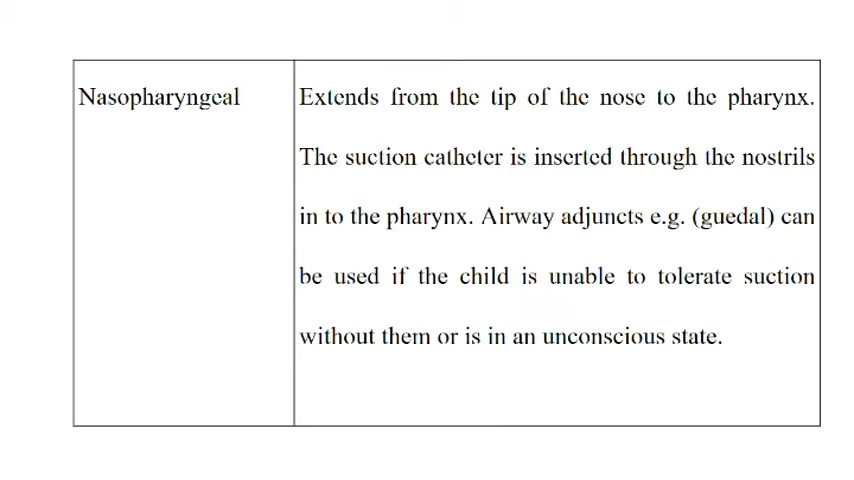 Nasopharyngeal
Extends from the tip of the nose to the pharynx.
The suction catheter is inserted through the nostrils
in to the pharynx. Airway adjuncts e.g. (guedal) can
be used if the child is unable to tolerate suction
without them or is in an unconscious state.